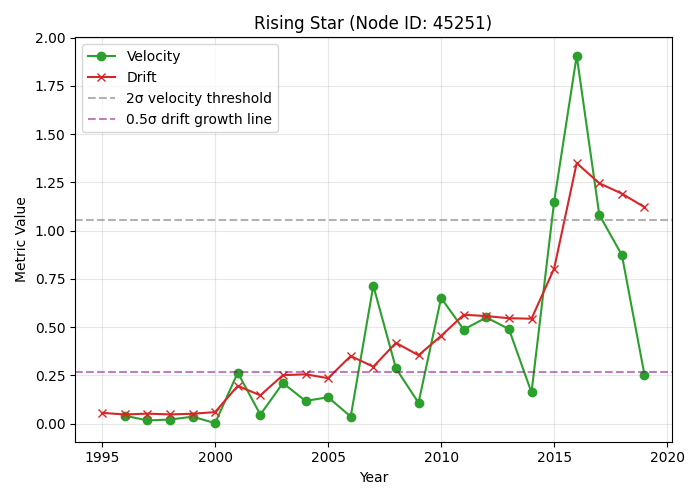 Rising Star (Node ID: 45251)
Velocity
Drift
2σ velocity threshold
0.5σ drift growth line
Metric Value
2.00
1.75
1.50
1.25
1.00
0.75
0.50
0.25
0.00
1995 2000 2005 2010 2015 2020
Year